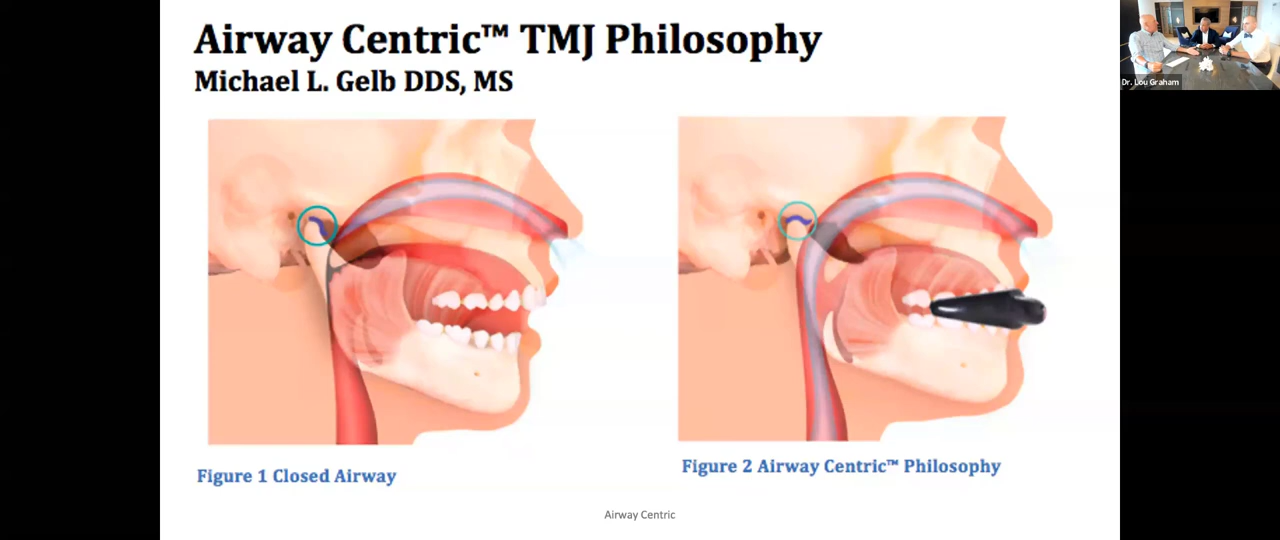 Airway Centric™ TMJ Philosophy
Michael L. Gelb DDS, MS
Dr. Lou Graham
Figure 1 Closed Airway
Figure 2 Airway Centric™ Philosophy
Airway Centric